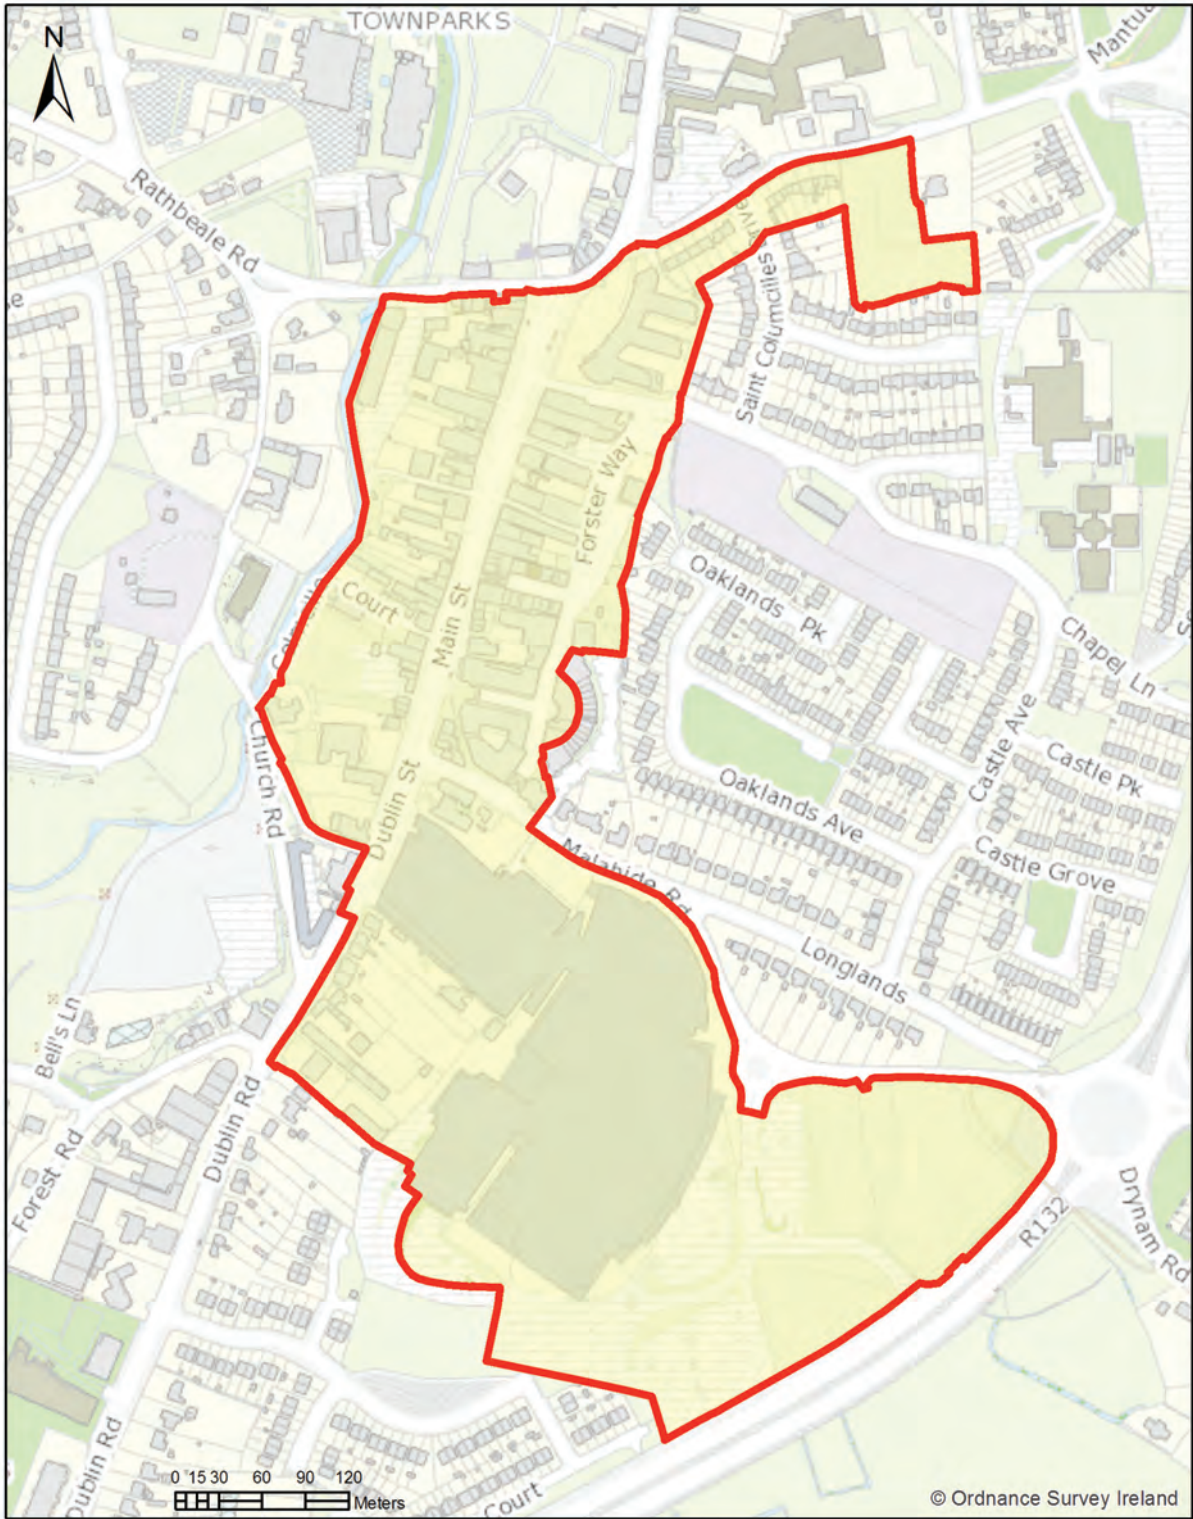 TOWNPARKS
N
Mantua
Rathbeale Rd
Saint Columcilles Drive
Forster Way
Court
Main St
Oaklands Pk
Chapel Ln
Castle Ave
Castle Pk
Church Rd
Dublin St
Oaklands Ave
Castle Grove
Malahide Rd
Longlands
Bell's Ln
Dublin Rd
Forest Rd
R132
Drynam Rd
Dublin Rd
Court
0 15 30 60 90 120
Meters
© Ordnance Survey Ireland